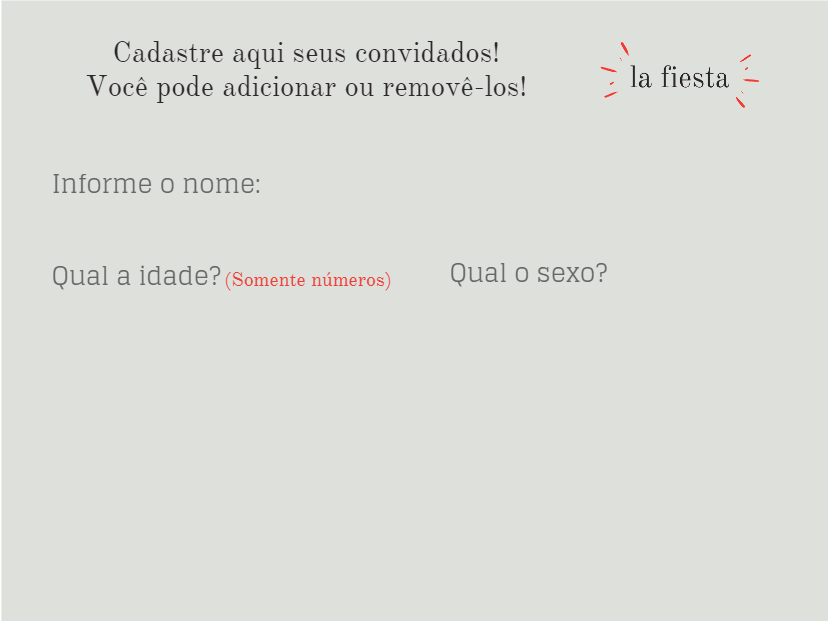 Cadastre aqui seus convidados!
Você pode adicionar ou removê-los!
la fiesta
Informe o nome:
Qual a idade? (Somente números)
Qual o sexo?